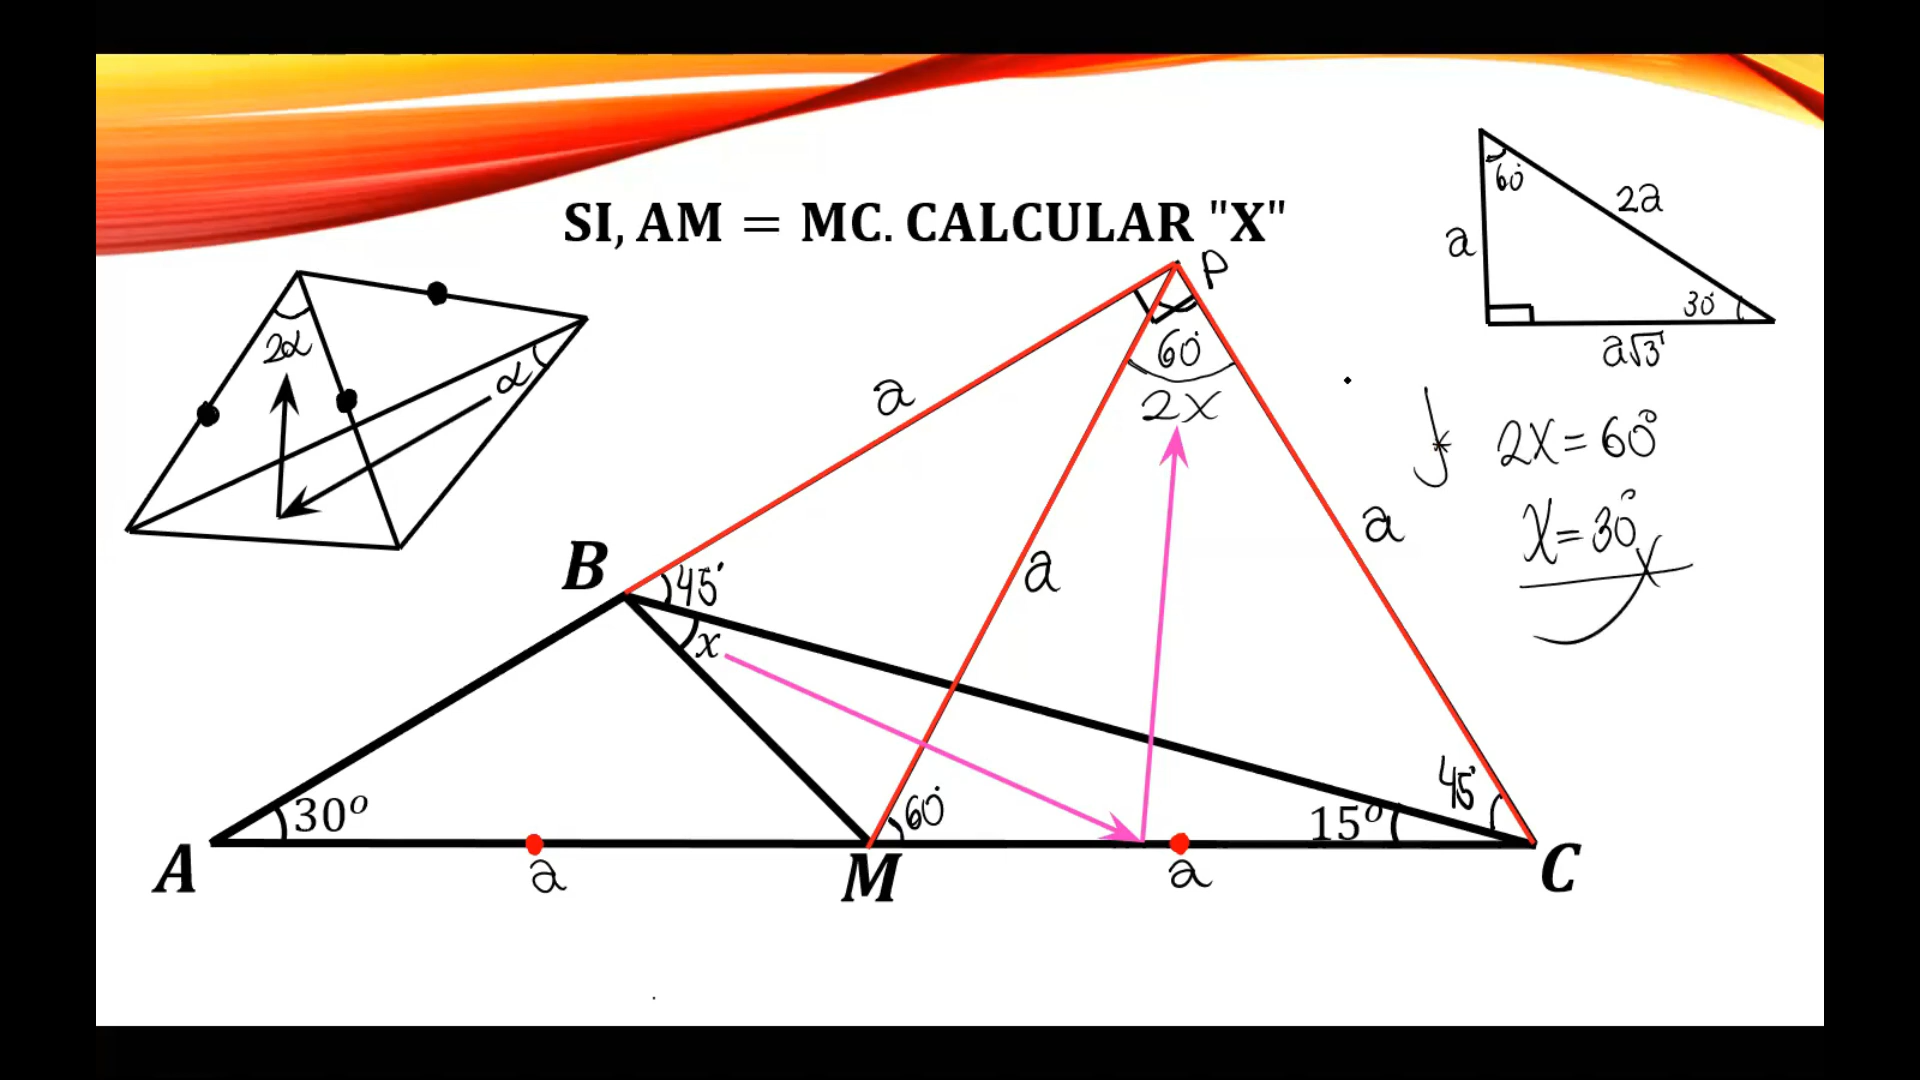 SI, AM = MC. CALCULAR "X"
60°
2a
a
30°
a√3
2α
α
P
60°
2x
a
a
a
2x = 60°
x = 30°
B
45°
x
30°
60°
15°
45°
A
a
M
a
C